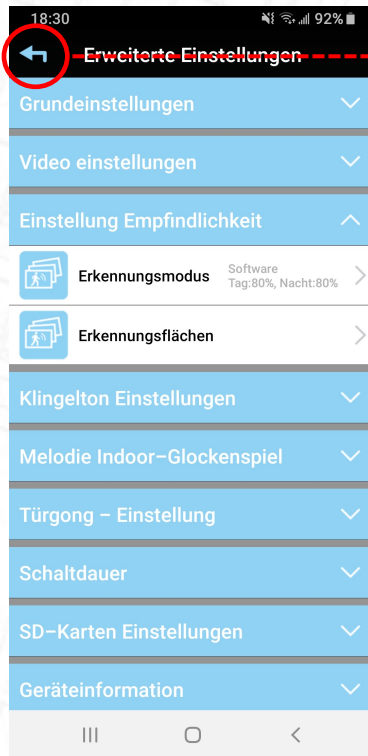 18:30 92%
Erweiterte Einstellungen
Grundeinstellungen
Video einstellungen
Einstellung Empfindlichkeit
Erkennungsmodus Software
Tag:80%, Nacht:80%
Erkennungsflächen
Klingelton Einstellungen
Melodie Indoor-Glockenspiel
Türgong - Einstellung
Schaltdauer
SD-Karten Einstellungen
Geräteinformation